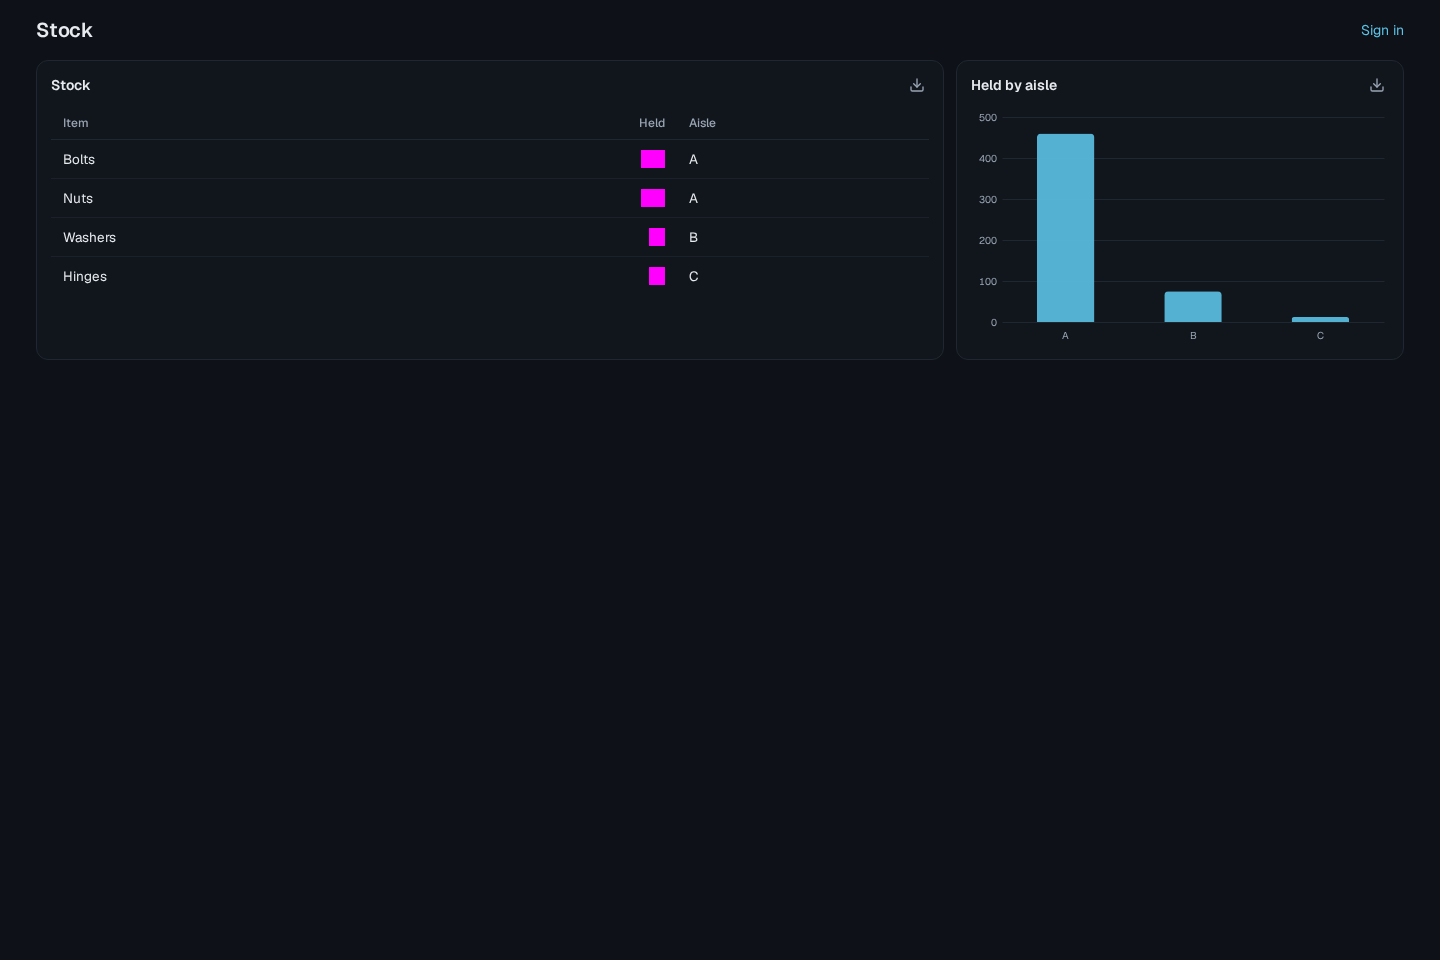 Stock
Sign in
Stock
Item Held Aisle
Bolts A
Nuts A
Washers B
Hinges C
Held by aisle
500
400
300
200
100
0
A B C